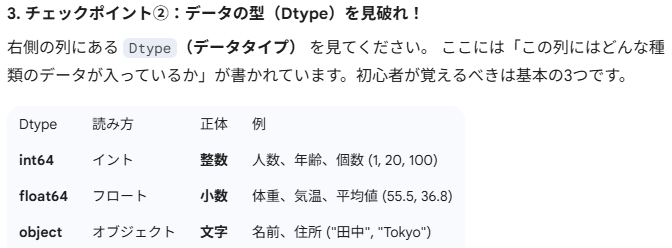 3. チェックポイント②：データの型（Dtype）を見破れ！
右側の列にある Dtype（データタイプ） を見てください。 ここには「この列にはどんな種
類のデータが入っているか」が書かれています。初心者が覚えるべきは基本の3つです。
Dtype 読み方 正体 例
int64 イント 整数 人数、年齢、個数 (1, 20, 100)
float64 フロート 小数 体重、気温、平均値 (55.5, 36.8)
object オブジェクト 文字 名前、住所 ("田中", "Tokyo")